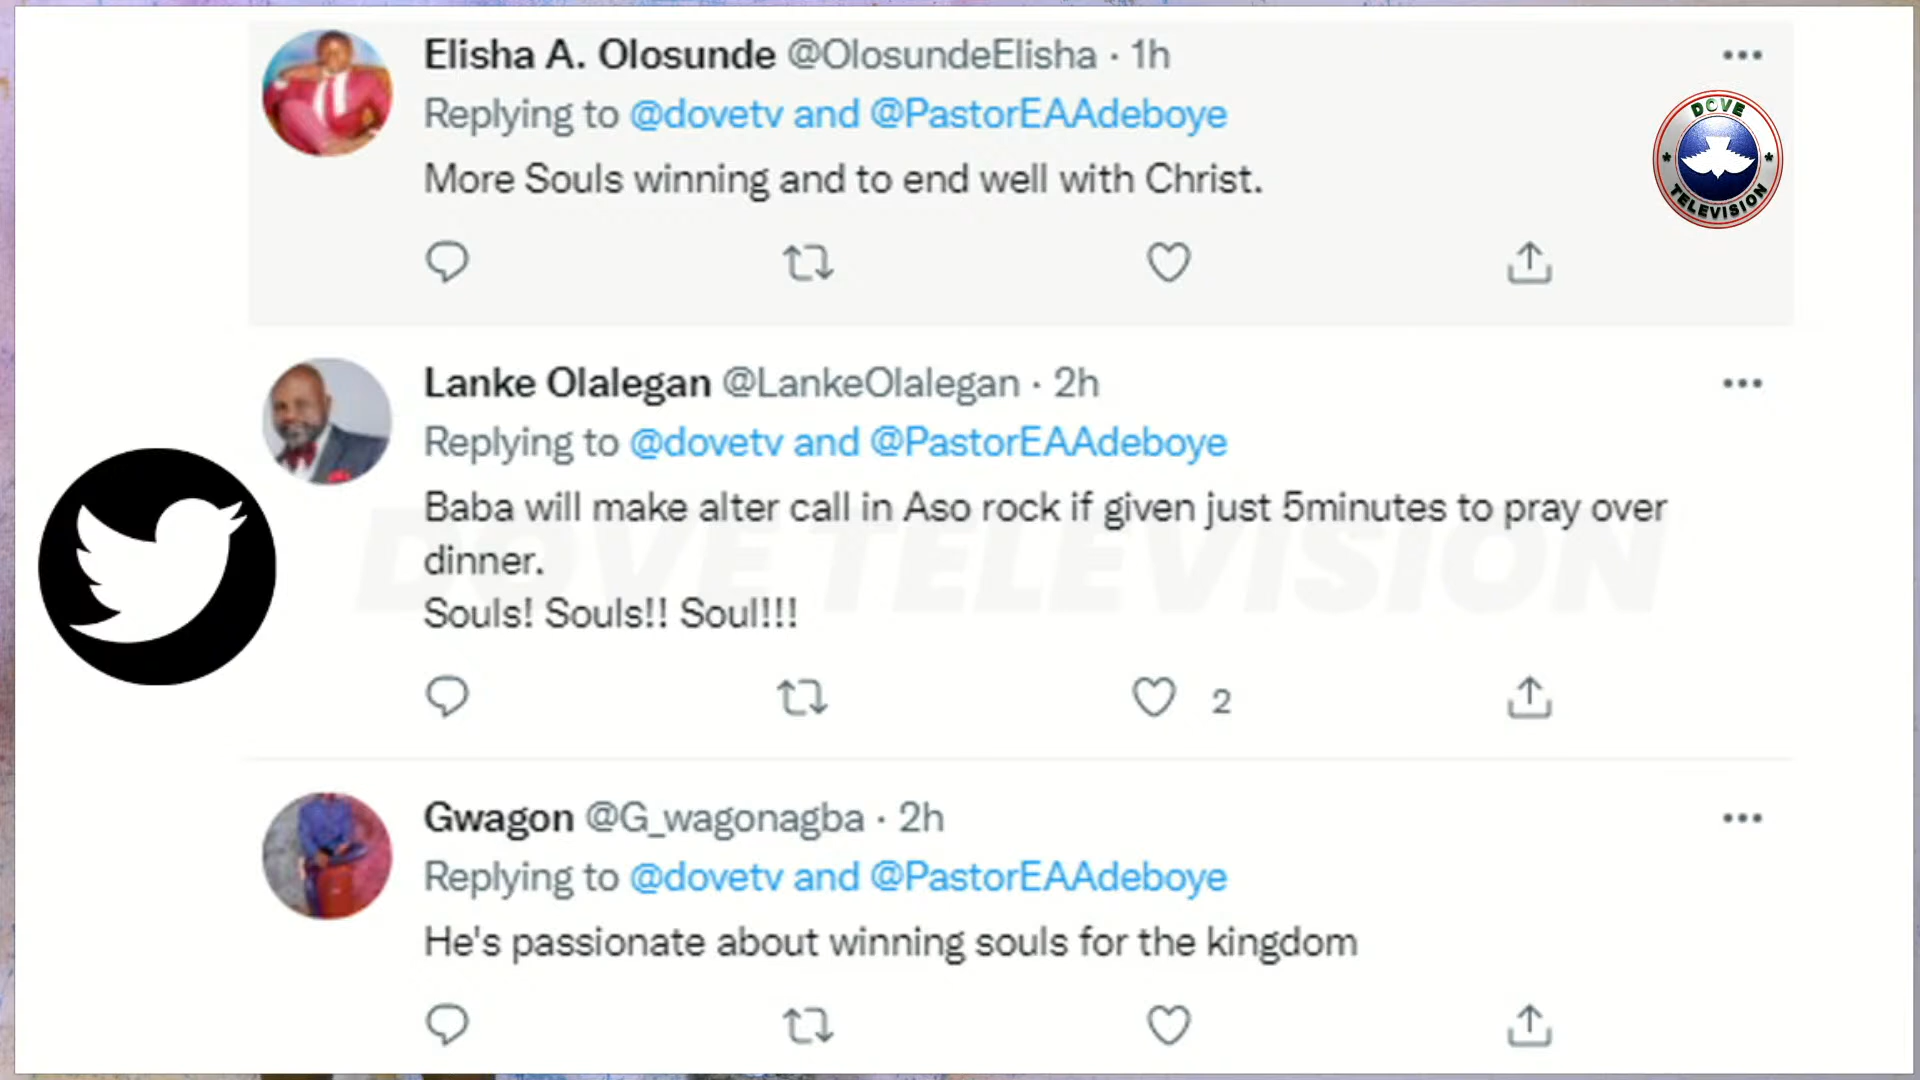 Elisha A. Olosunde @OlosundeElisha · 1h
Replying to @dovetv and @PastorEAAdeboye
More Souls winning and to end well with Christ.
DOVE
TELEVISION
Lanke Olalegan @LankeOlalegan · 2h
Replying to @dovetv and @PastorEAAdeboye
Baba will make alter call in Aso rock if given just 5minutes to pray over
dinner.
Souls! Souls!! Soul!!!
DOVE TELEVISION
2
Gwagon @G_wagonagba · 2h
Replying to @dovetv and @PastorEAAdeboye
He's passionate about winning souls for the kingdom